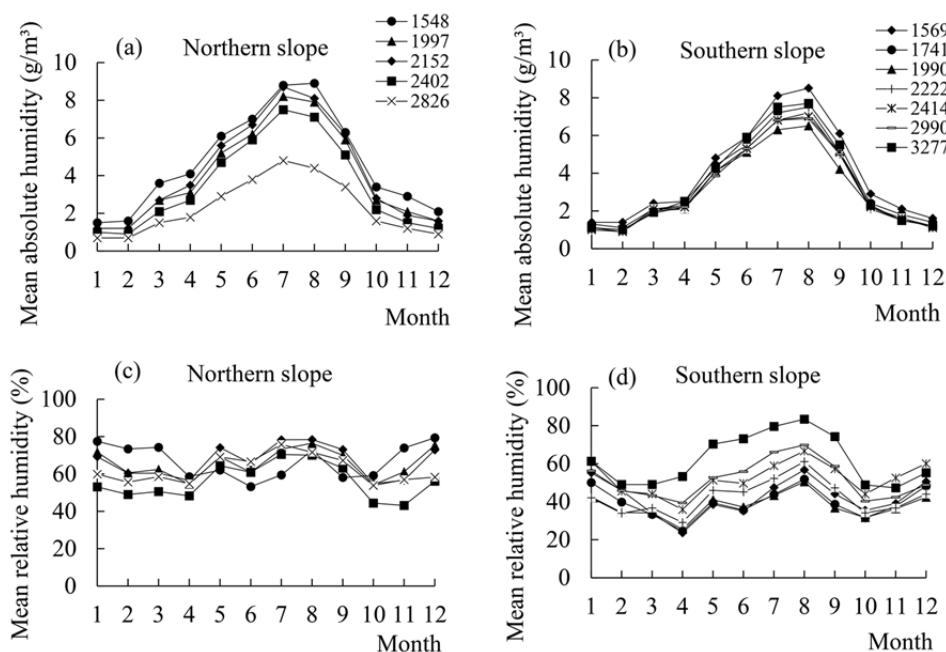 (a)
Northern slope
1548
1997
2152
2402
2826
Mean absolute humidity (g/m³)
10
8
6
4
2
0
1 2 3 4 5 6 7 8 9 10 11 12
Month
(b)
Southern slope
1569
1741
1990
2222
2414
2990
3277
Mean absolute humidity (g/m³)
10
8
6
4
2
0
1 2 3 4 5 6 7 8 9 10 11 12
Month
(c)
Northern slope
Mean relative humidity (%)
100
80
60
40
20
0
1 2 3 4 5 6 7 8 9 10 11 12
Month
(d)
Southern slope
Mean relative humidity (%)
100
80
60
40
20
0
1 2 3 4 5 6 7 8 9 10 11 12
Month